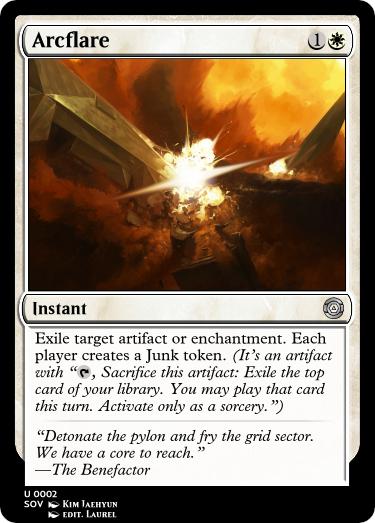 Arcflare 1
Instant
Exile target artifact or enchantment. Each
player creates a Junk token. (It's an artifact
with “, Sacrifice this artifact: Exile the top
card of your library. You may play that card
this turn. Activate only as a sorcery.”)
“Detonate the pylon and fry the grid sector.
We have a core to reach.”
—The Benefactor
U 0002
SOV Kim Jaehyun
edit. Laurel